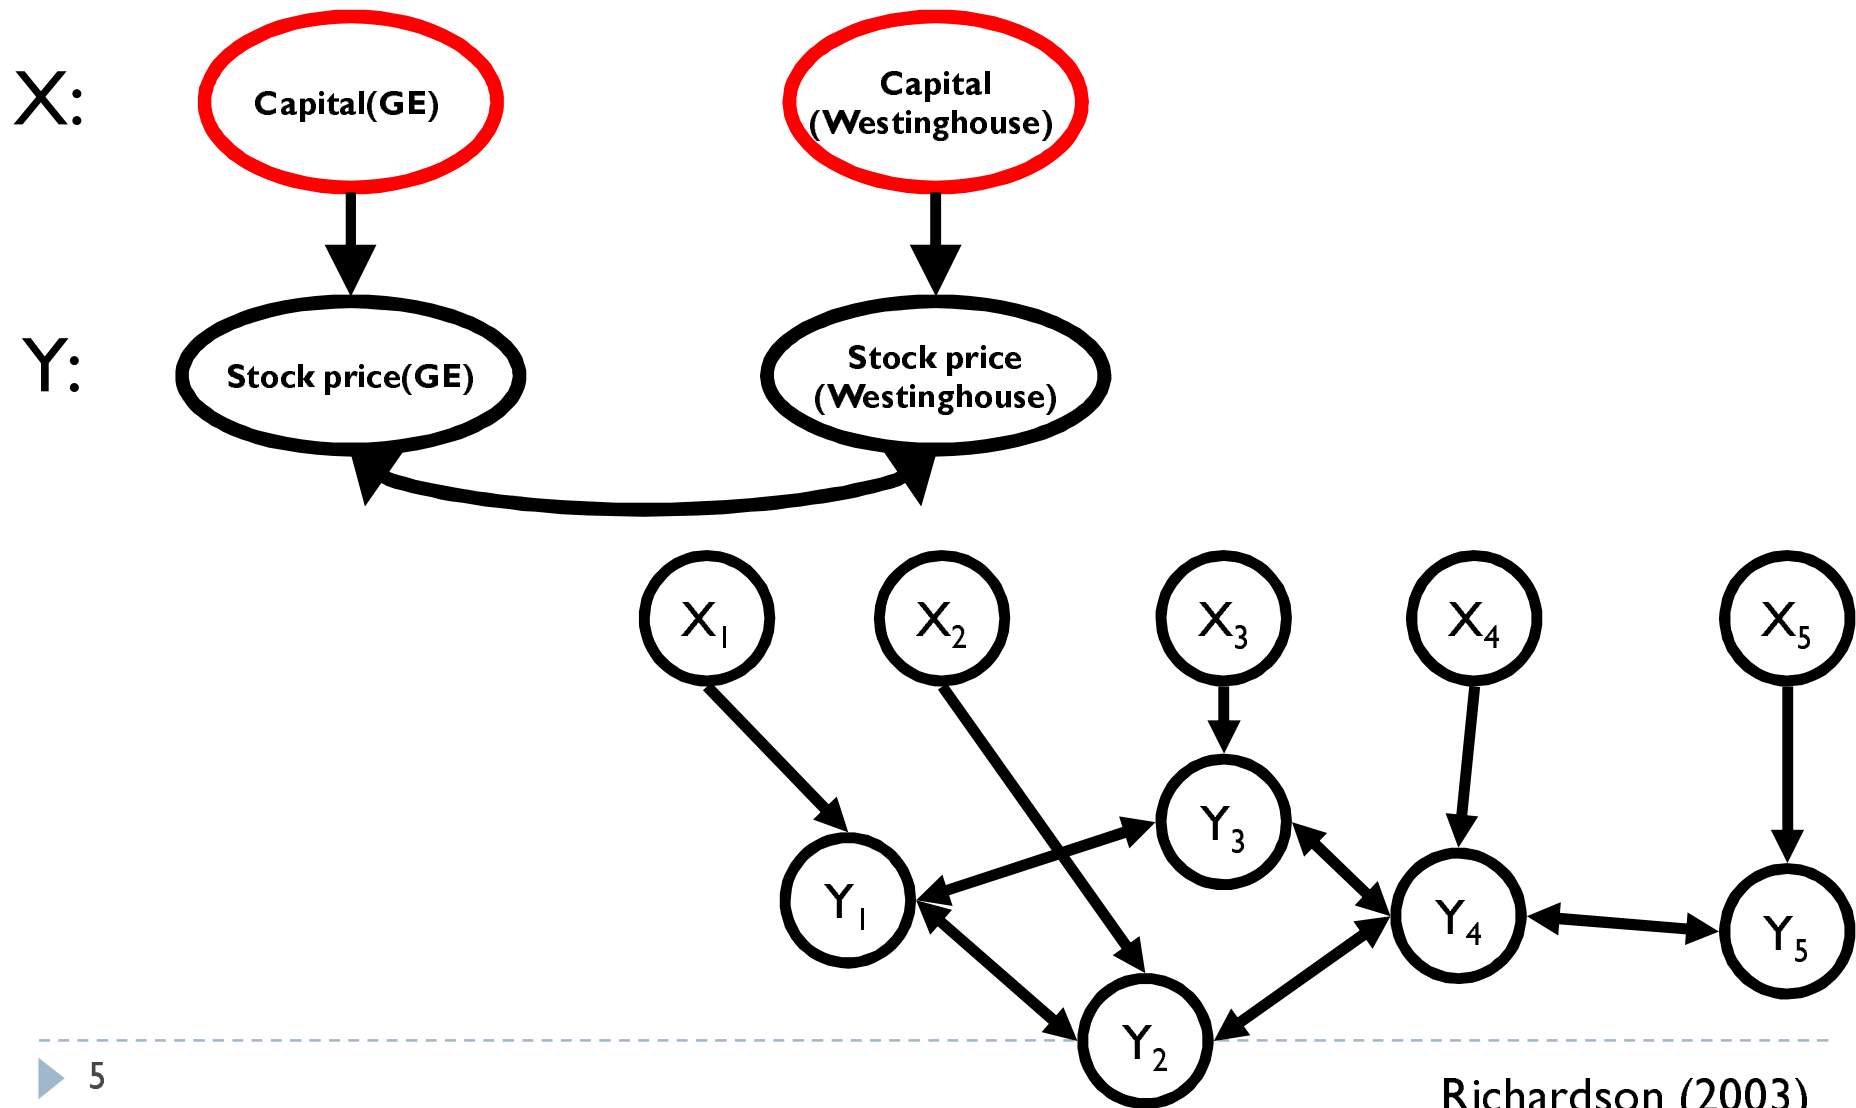 X:
Capital(GE)
Capital
(Westinghouse)
Y:
Stock price(GE)
Stock price
(Westinghouse)
X1
X2
X3
X4
X5
Y3
Y1
Y4
Y5
Y2
5
Richardson (2003)